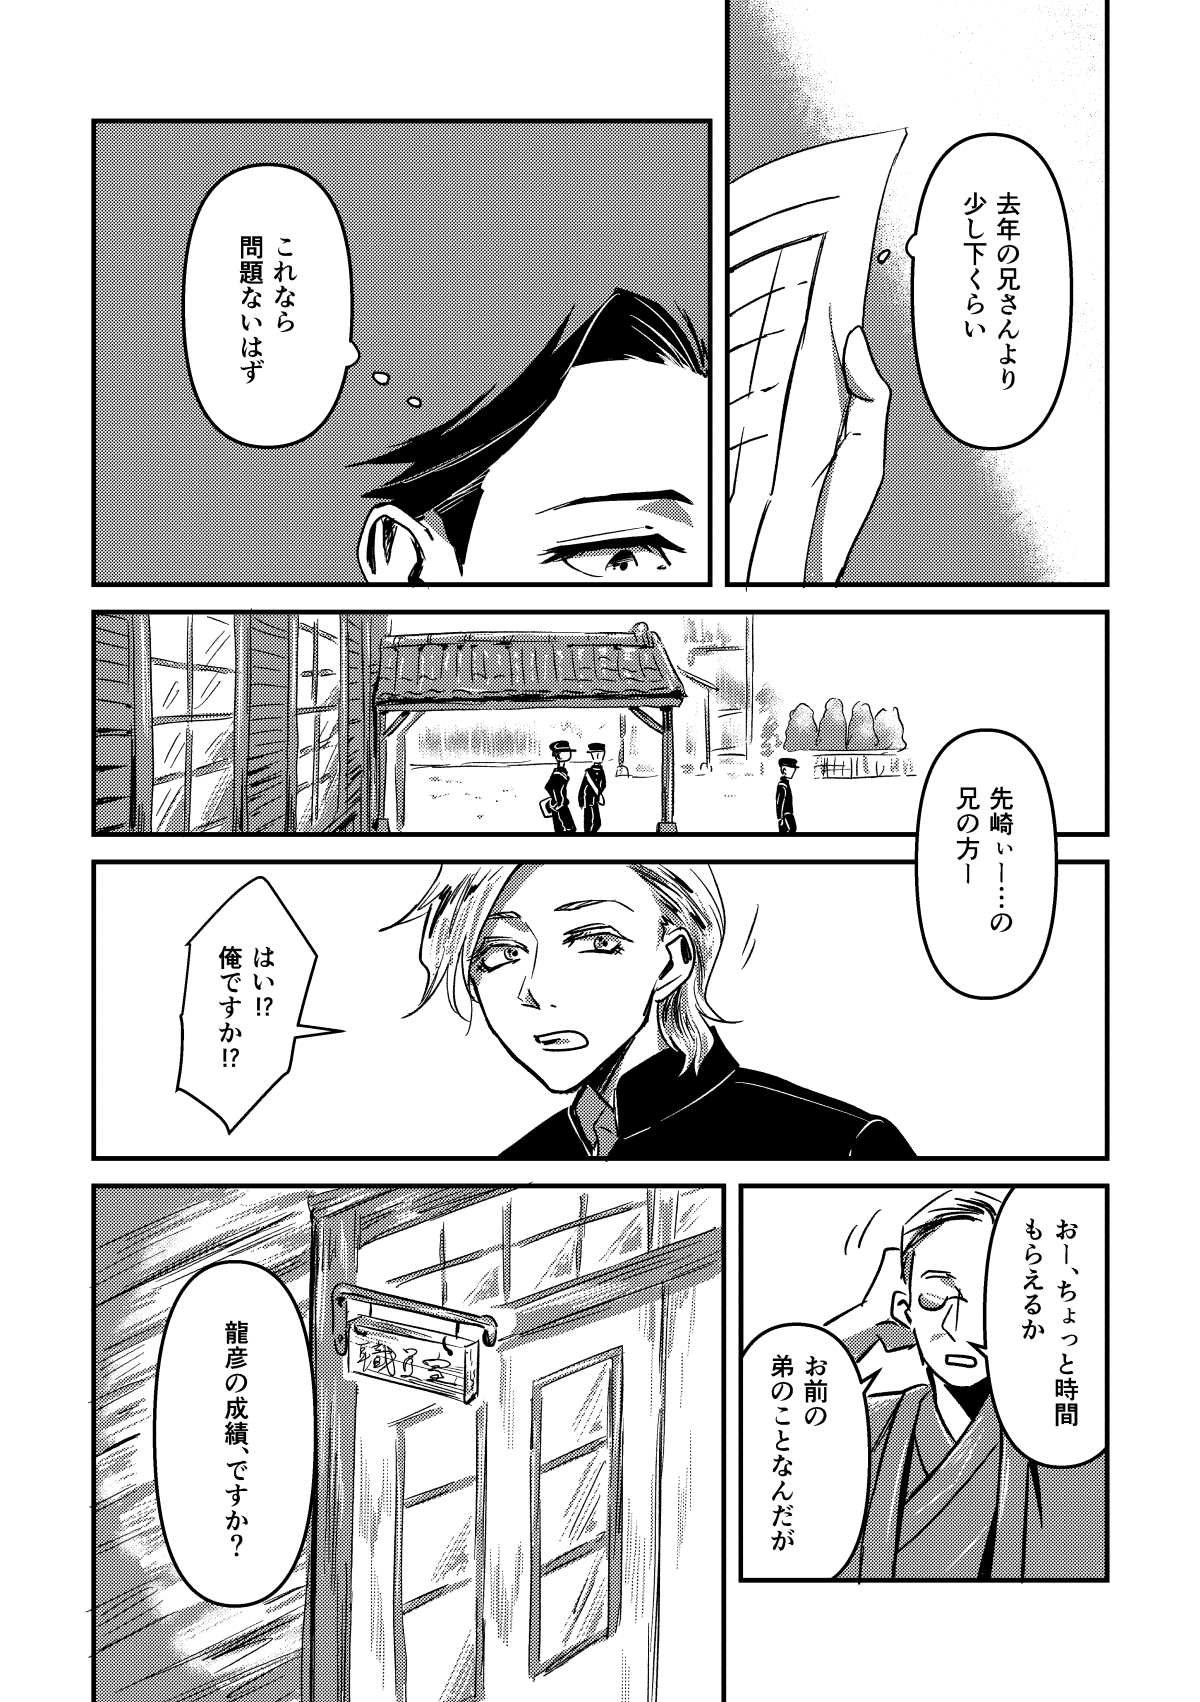 去年の兄さんより
少し下くらい
これなら
問題ないはず
先崎ぃー…の
兄の方ー
はい!?
俺ですか!?
おー、ちょっと時間
もらえるか
お前の
弟のことなんだが
職員室
龍彦の成績、ですか?